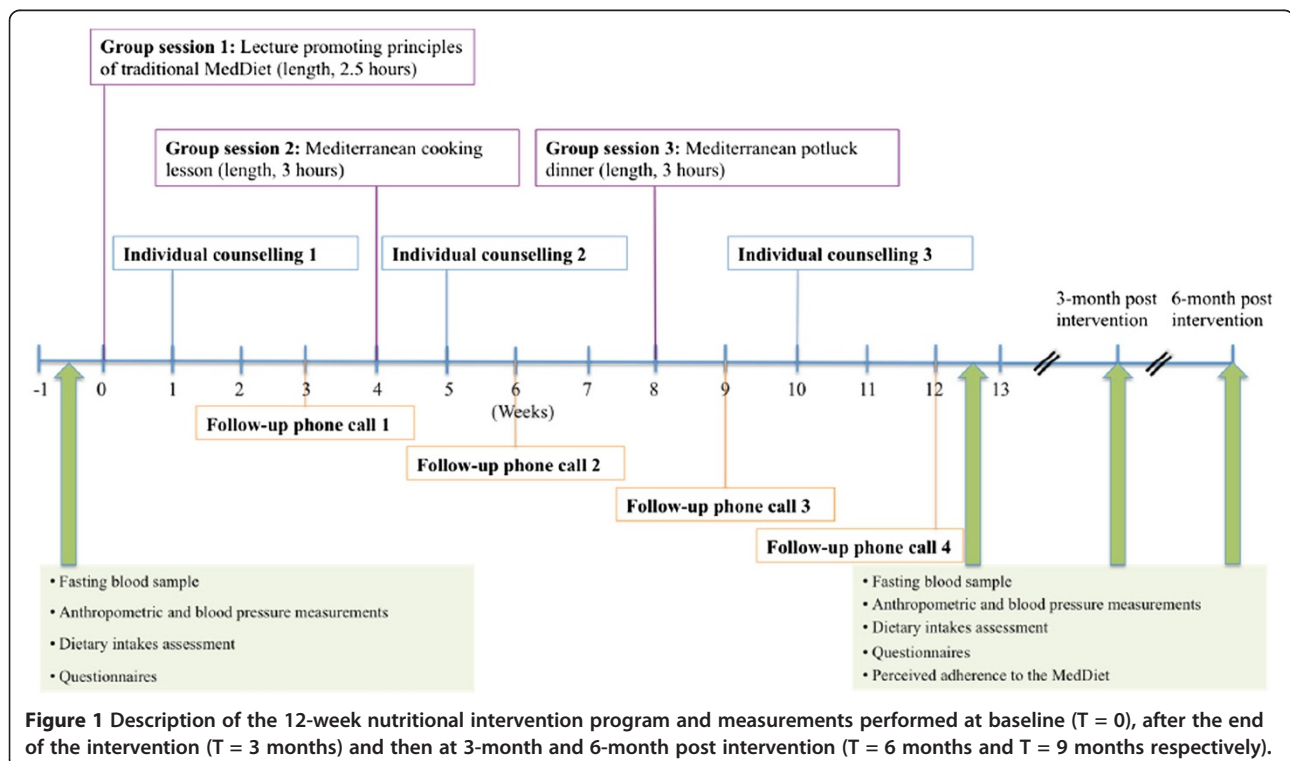 Group session 1: Lecture promoting principles
of traditional MedDiet (length, 2.5 hours)
Group session 2: Mediterranean cooking
lesson (length, 3 hours)
Group session 3: Mediterranean potluck
dinner (length, 3 hours)
Individual counselling 1
Individual counselling 2
Individual counselling 3
3-month post
intervention
6-month post
intervention
-1 0 1 2 3 4 5 6 7 8 9 10 11 12 13
(Weeks)
Follow-up phone call 1
Follow-up phone call 2
Follow-up phone call 3
Follow-up phone call 4
• Fasting blood sample
• Anthropometric and blood pressure measurements
• Dietary intakes assessment
• Questionnaires
• Fasting blood sample
• Anthropometric and blood pressure measurements
• Dietary intakes assessment
• Questionnaires
• Perceived adherence to the MedDiet
Figure 1 Description of the 12-week nutritional intervention program and measurements performed at baseline (T = 0), after the end
of the intervention (T = 3 months) and then at 3-month and 6-month post intervention (T = 6 months and T = 9 months respectively).